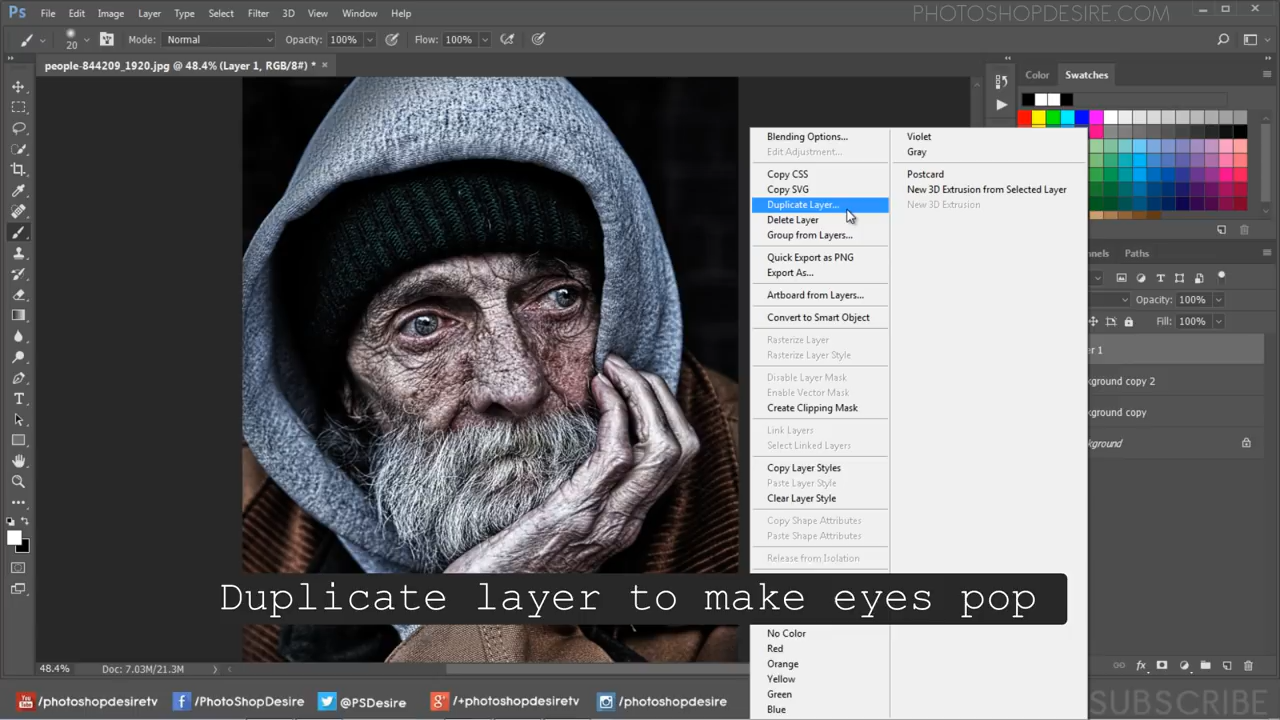 PHOTOSHOPDESIRE.COM
Ps File Edit Image Layer Type Select Filter 3D View Window Help
20 Mode: Normal Opacity: 100% Flow: 100%
people-844209_1920.jpg @ 48.4% (Layer 1, RGB/8#) *
Color Swatches
Blending Options...
Edit Adjustment...
Copy CSS
Copy SVG
Duplicate Layer...
Delete Layer
Group from Layers...
Quick Export as PNG
Export As...
Artboard from Layers...
Convert to Smart Object
Rasterize Layer
Rasterize Layer Style
Disable Layer Mask
Enable Vector Mask
Create Clipping Mask
Link Layers
Select Linked Layers
Copy Layer Styles
Paste Layer Style
Clear Layer Style
Copy Shape Attributes
Paste Shape Attributes
Release from Isolation
No Color
Red
Orange
Yellow
Green
Blue
Violet
Gray
Postcard
New 3D Extrusion from Selected Layer
New 3D Extrusion
nnels Paths
Opacity: 100%
Fill: 100%
er 1
kground copy 2
kground copy
kground
Duplicate layer to make eyes pop
48.4% Doc: 7.03M/21.3M
/photoshopdesiretv /PhotoShopDesire @PSDesire /+photoshopdesiretv /photoshopdesire
SUBSCRIBE